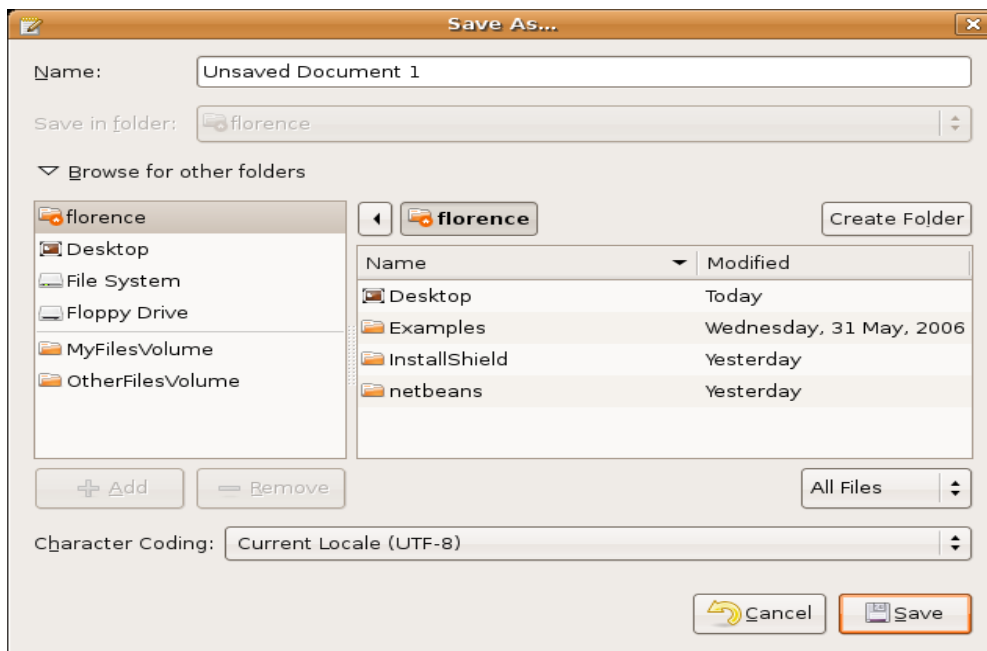 Save As...
Name: Unsaved Document 1
Save in folder: florence
Browse for other folders
florence
Desktop
File System
Floppy Drive
MyFilesVolume
OtherFilesVolume
florence Create Folder
Name Modified
Desktop Today
Examples Wednesday, 31 May, 2006
InstallShield Yesterday
netbeans Yesterday
Add Remove All Files
Character Coding: Current Locale (UTF-8)
Cancel Save